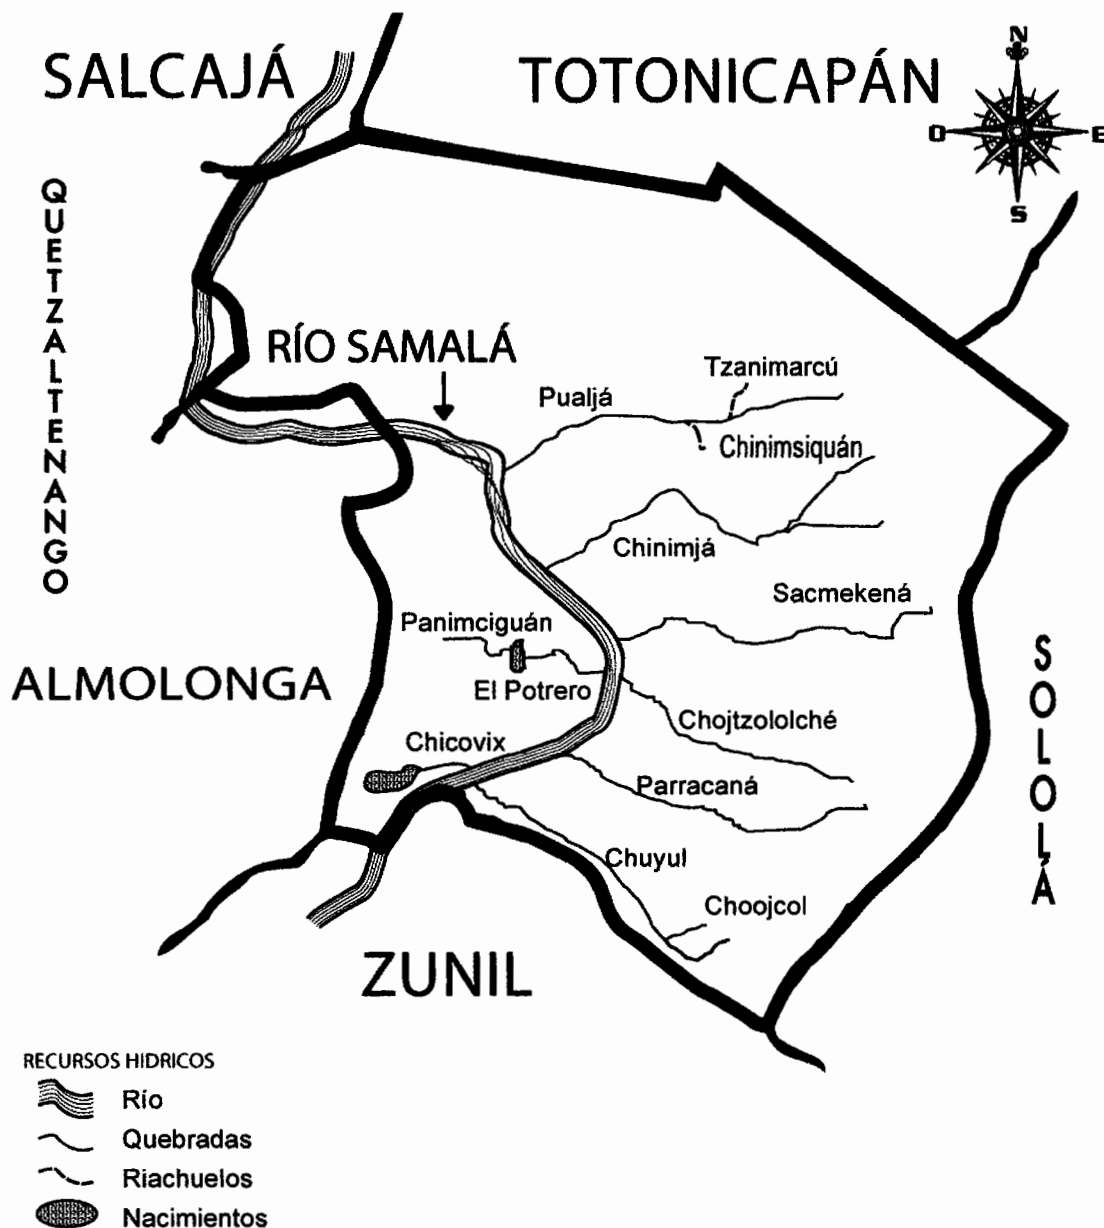 SALCAJÁ
TOTONICAPÁN
N
O
E
S
QUETZALTENANGO
RÍO SAMALÁ
Tzanimarcú
Pualjá
Chinimsiquán
Chinimjá
Sacmekená
Panimciguán
ALMOLONGA
El Potrero
SOLOLÁ
Chojtzololché
Chicovix
Parracaná
Chuyul
Choojcol
ZUNIL
RECURSOS HIDRICOS
Río
Quebradas
Riachuelos
Nacimientos